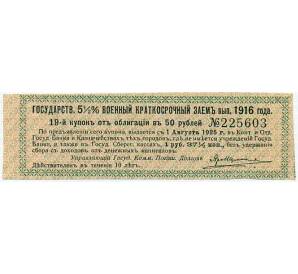 ГОСУДАРСТВ. 5½% ВОЕННЫЙ КРАТКОСРОЧНЫЙ ЗАЕМЪ вып. 1916 года.
19-й купонъ отъ облигаціи въ 50 рублей №225603
По предъявленіи сего купона, выдается съ 1 Августа 1925 г. въ Конт. и Отд.
Госуд. Банка и Казначействахъ тѣхъ городовъ, гдѣ нѣтъ учрежденій Госуд.
Банка, а также въ Госуд. Сберег. кассахъ, 1 руб. 37½ коп., безъ удержанія
сбора съ доходовъ отъ денежныхъ капиталовъ.
Управляющій Госуд. Комм. Погаш. Долговъ
Дѣйствителенъ въ теченіе 10 лѣтъ.